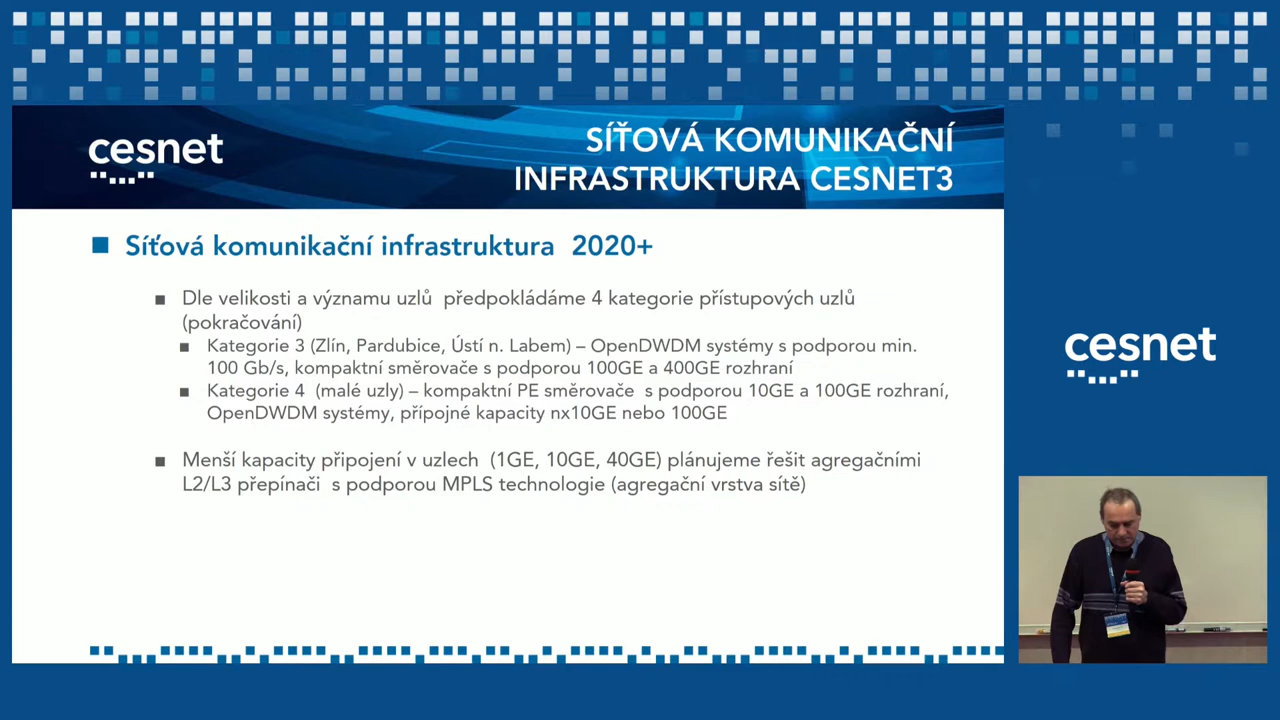 cesnet
SÍŤOVÁ KOMUNIKAČNÍ
INFRASTRUKTURA CESNET3
Síťová komunikační infrastruktura 2020+
Dle velikosti a významu uzlů předpokládáme 4 kategorie přístupových uzlů
(pokračování)
Kategorie 3 (Zlín, Pardubice, Ústí n. Labem) – OpenDWDM systémy s podporou min.
100 Gb/s, kompaktní směrovače s podporou 100GE a 400GE rozhraní
Kategorie 4 (malé uzly) – kompaktní PE směrovače s podporou 10GE a 100GE rozhraní,
OpenDWDM systémy, přípojné kapacity nx10GE nebo 100GE
Menší kapacity připojení v uzlech (1GE, 10GE, 40GE) plánujeme řešit agregačními
L2/L3 přepínači s podporou MPLS technologie (agregační vrstva sítě)
cesnet